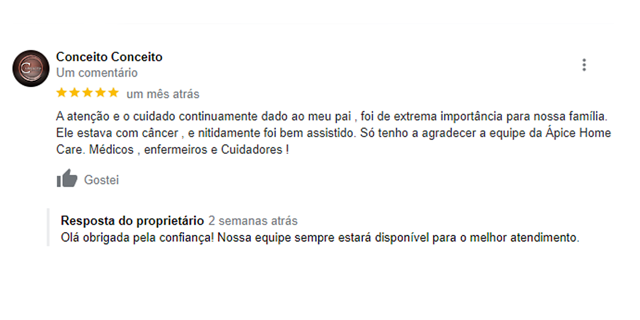 Conceito Conceito
Um comentário
um mês atrás
A atenção e o cuidado continuamente dado ao meu pai , foi de extrema importância para nossa família.
Ele estava com câncer , e nitidamente foi bem assistido. Só tenho a agradecer a equipe da Ápice Home
Care. Médicos , enfermeiros e Cuidadores !
Gostei
Resposta do proprietário 2 semanas atrás
Olá obrigada pela confiança! Nossa equipe sempre estará disponível para o melhor atendimento.